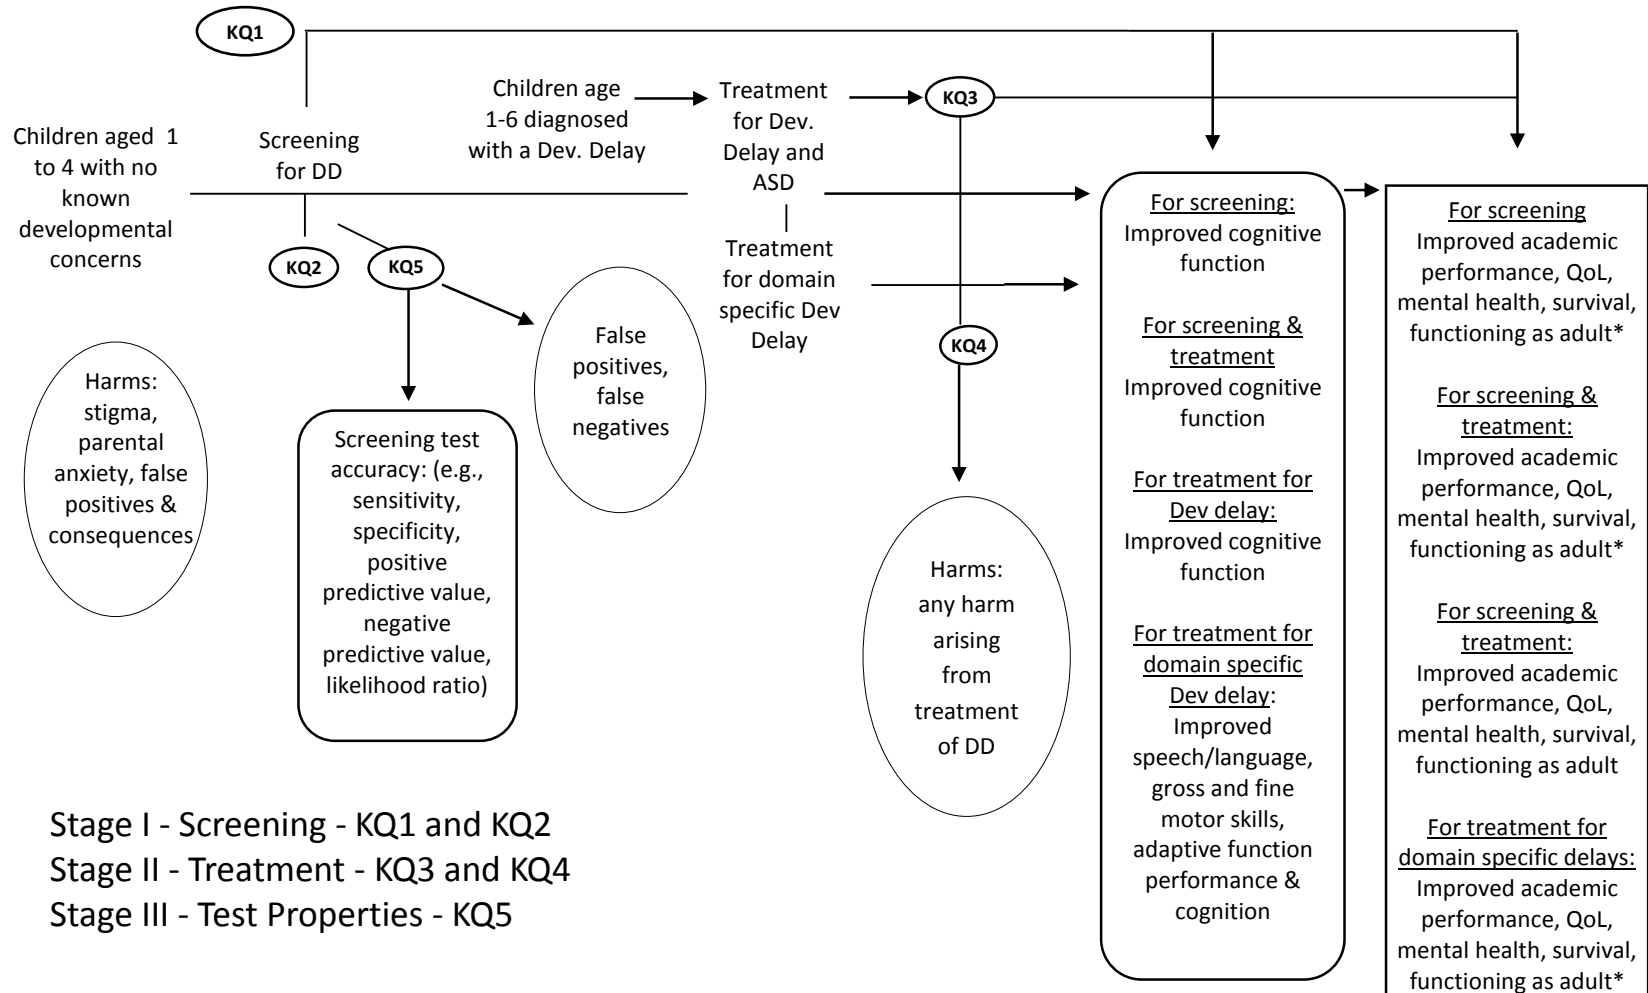 KQ1
Children aged 1
to 4 with no
known
developmental
concerns
Screening
for DD
Children age
1-6 diagnosed
with a Dev. Delay
Treatment
for Dev.
Delay and
ASD
Treatment
for domain
specific Dev
Delay
KQ3
KQ2
KQ5
KQ4
Harms:
stigma,
parental
anxiety, false
positives &
consequences
Screening test
accuracy: (e.g.,
sensitivity,
specificity,
positive
predictive value,
negative
predictive value,
likelihood ratio)
False
positives,
false
negatives
Harms:
any harm
arising
from
treatment
of DD
For screening:
Improved cognitive
function
For screening &
treatment
Improved cognitive
function
For treatment for
Dev delay:
Improved cognitive
function
For treatment for
domain specific
Dev delay:
Improved
speech/language,
gross and fine
motor skills,
adaptive function
performance &
cognition
For screening
Improved academic
performance, QoL,
mental health, survival,
functioning as adult*
For screening &
treatment:
Improved academic
performance, QoL,
mental health, survival,
functioning as adult*
For screening &
treatment:
Improved academic
performance, QoL,
mental health, survival,
functioning as adult
For treatment for
domain specific delays:
Improved academic
performance, QoL,
mental health, survival,
functioning as adult*
Stage I - Screening - KQ1 and KQ2
Stage II - Treatment - KQ3 and KQ4
Stage III - Test Properties - KQ5